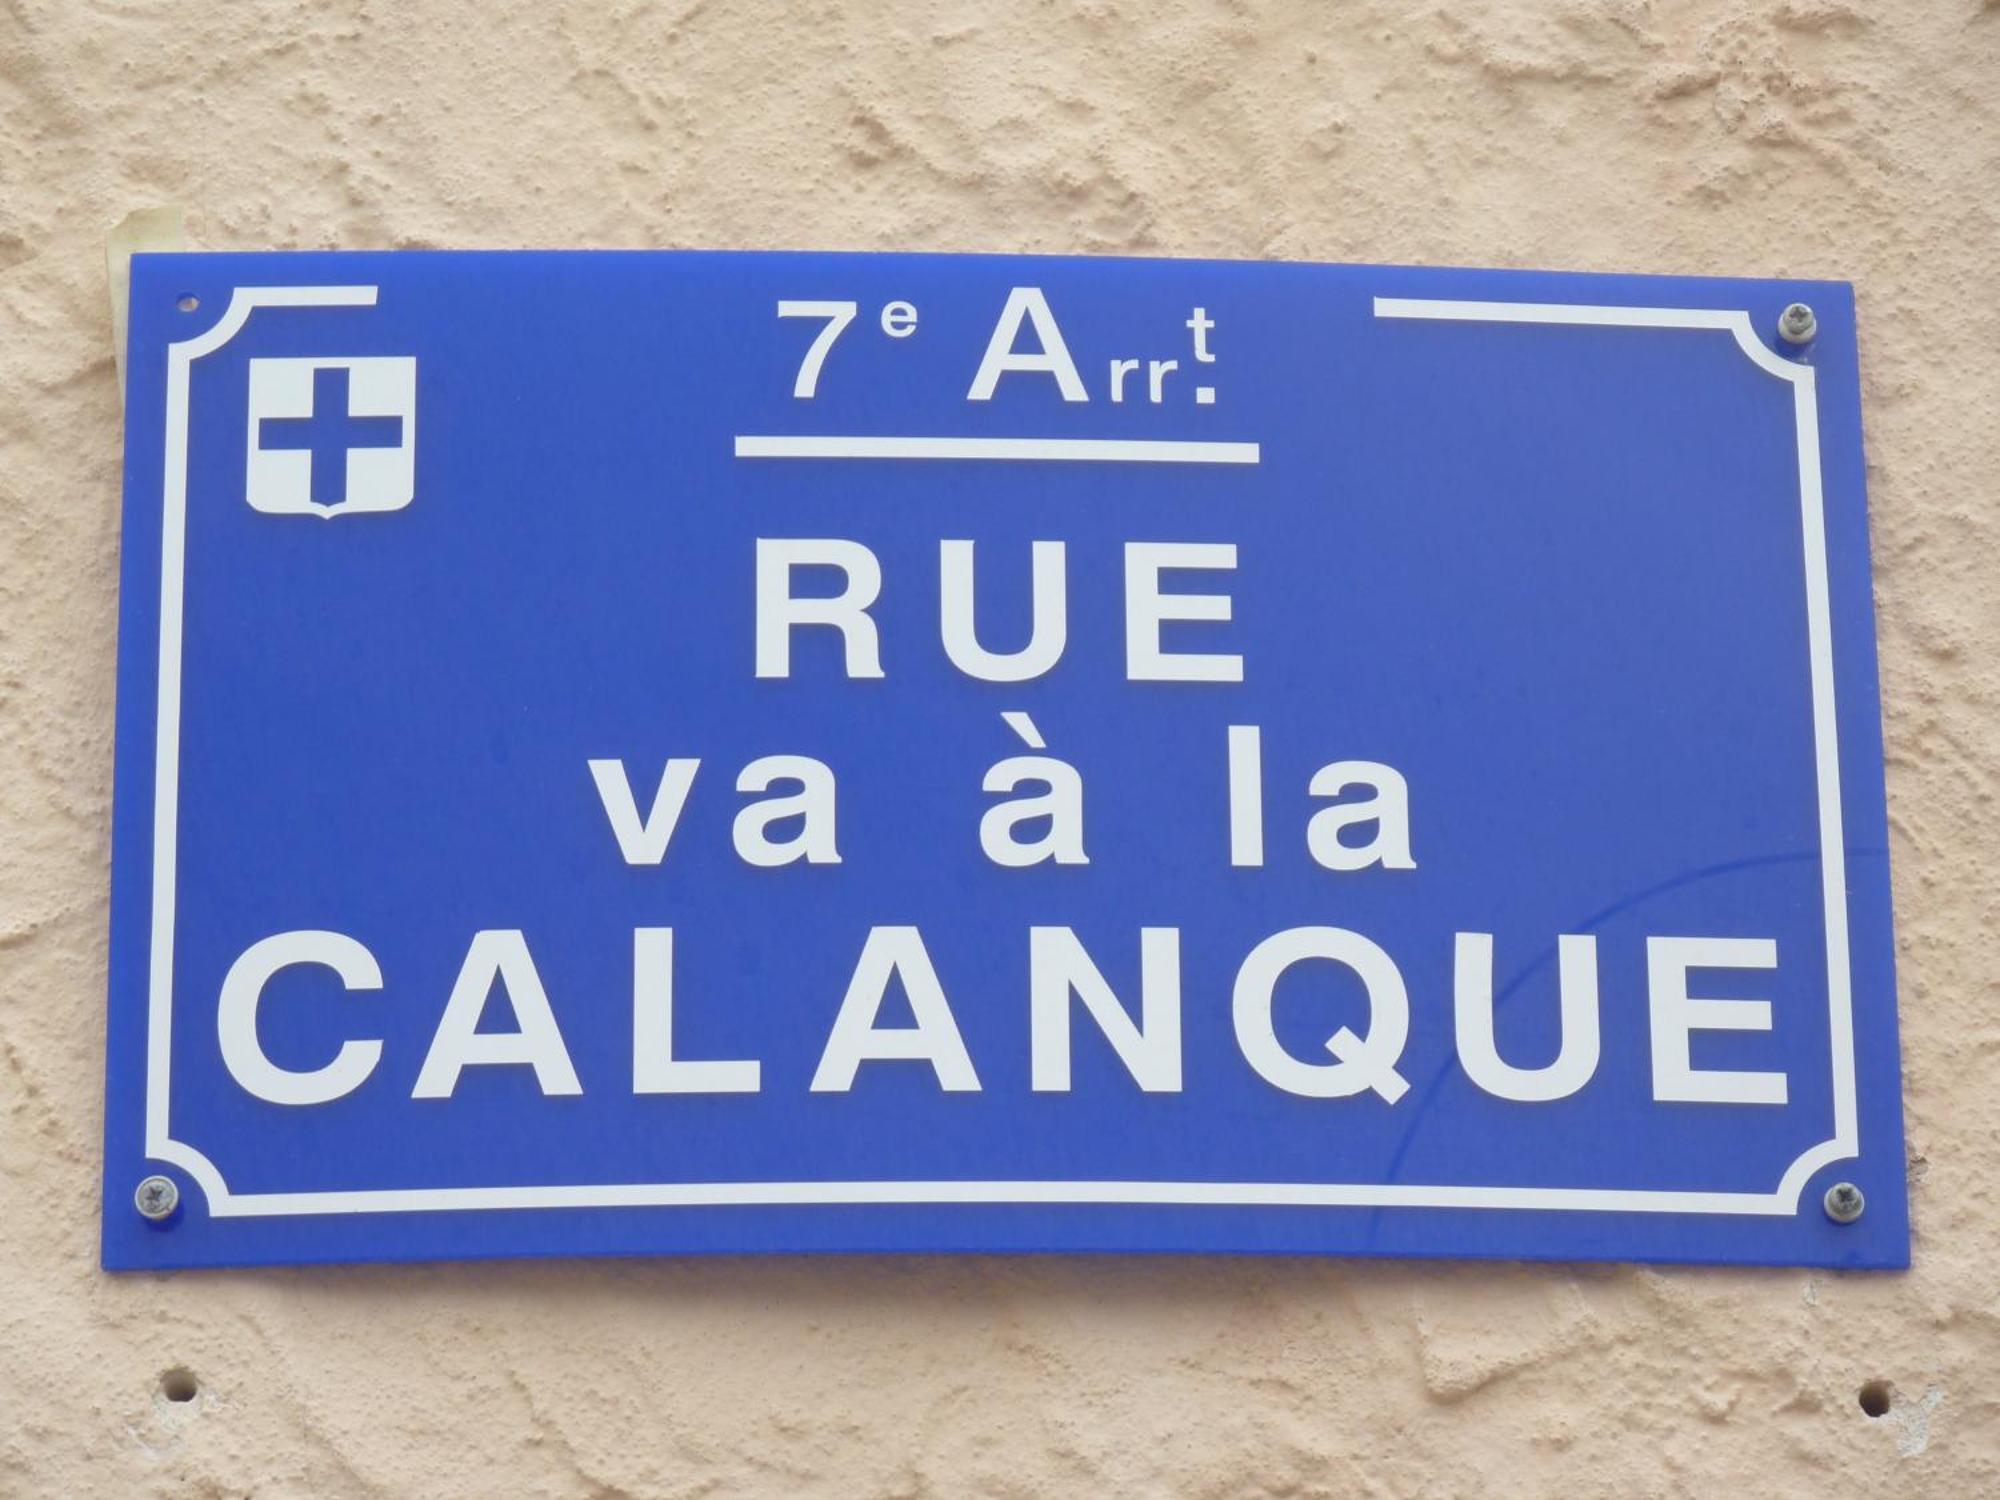 7e Arrt.
RUE
va à la
CALANQUE